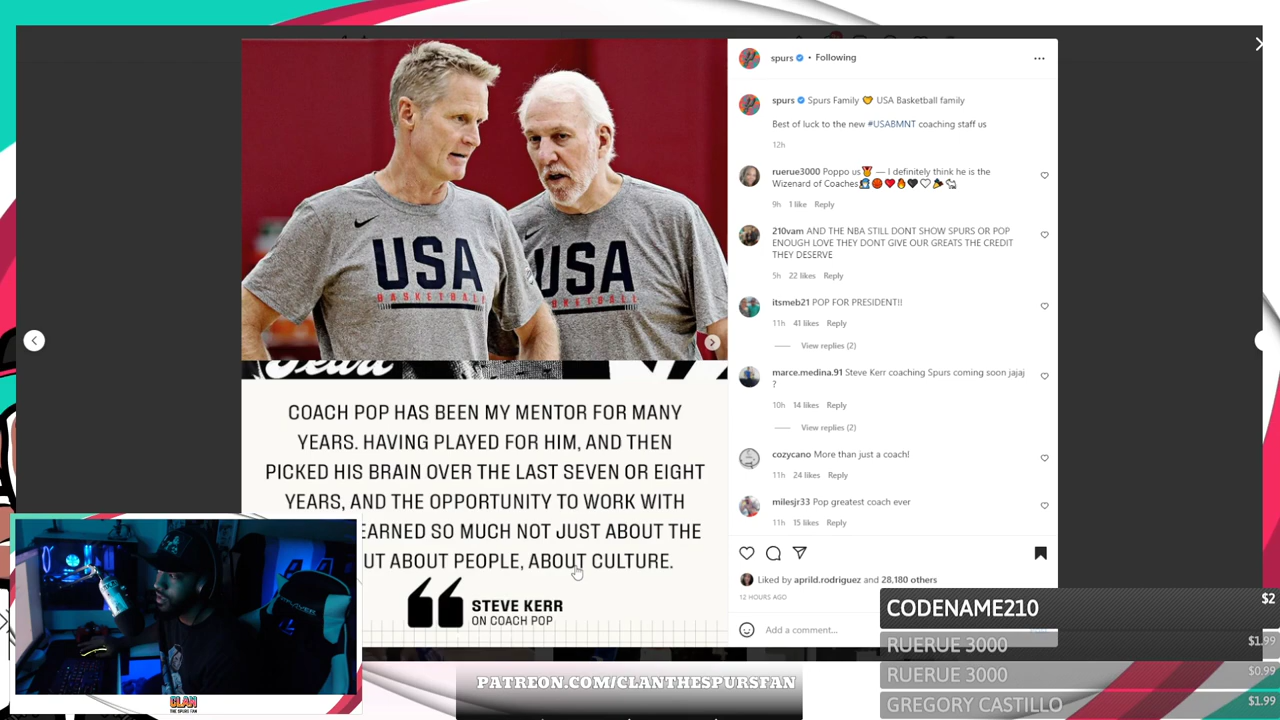 spurs • Following
spurs Spurs Family 🧡 USA Basketball family
Best of luck to the new #USABMNT coaching staff us
12h
ruerue3000 Poppo us🏅 — I definitely think he is the
Wizenard of Coaches
9h 1 like Reply
210vam AND THE NBA STILL DONT SHOW SPURS OR POP
ENOUGH LOVE THEY DONT GIVE OUR GREATS THE CREDIT
THEY DESERVE
5h 22 likes Reply
itsmeb21 POP FOR PRESIDENT!!
11h 41 likes Reply
View replies (2)
marce.medina.91 Steve Kerr coaching Spurs coming soon jajaj
?
10h 14 likes Reply
View replies (2)
cozycano More than just a coach!
11h 24 likes Reply
milesjr33 Pop greatest coach ever
11h 15 likes Reply
Liked by aprild.rodriguez and 28,180 others
12 HOURS AGO
Add a comment...
USA
BASKETBALL
USA
BASKETBALL
COACH POP HAS BEEN MY MENTOR FOR MANY
YEARS. HAVING PLAYED FOR HIM, AND THEN
PICKED HIS BRAIN OVER THE LAST SEVEN OR EIGHT
YEARS, AND THE OPPORTUNITY TO WORK WITH
EARNED SO MUCH NOT JUST ABOUT THE
UT ABOUT PEOPLE, ABOUT CULTURE.
STEVE KERR
ON COACH POP
CODENAME210 $2
RUERUE 3000 $1.99
RUERUE 3000 $0.99
GREGORY CASTILLO $1.99
PATREON.COM/CLANTHESPURSFAN
CLAN
THE SPURS FAN